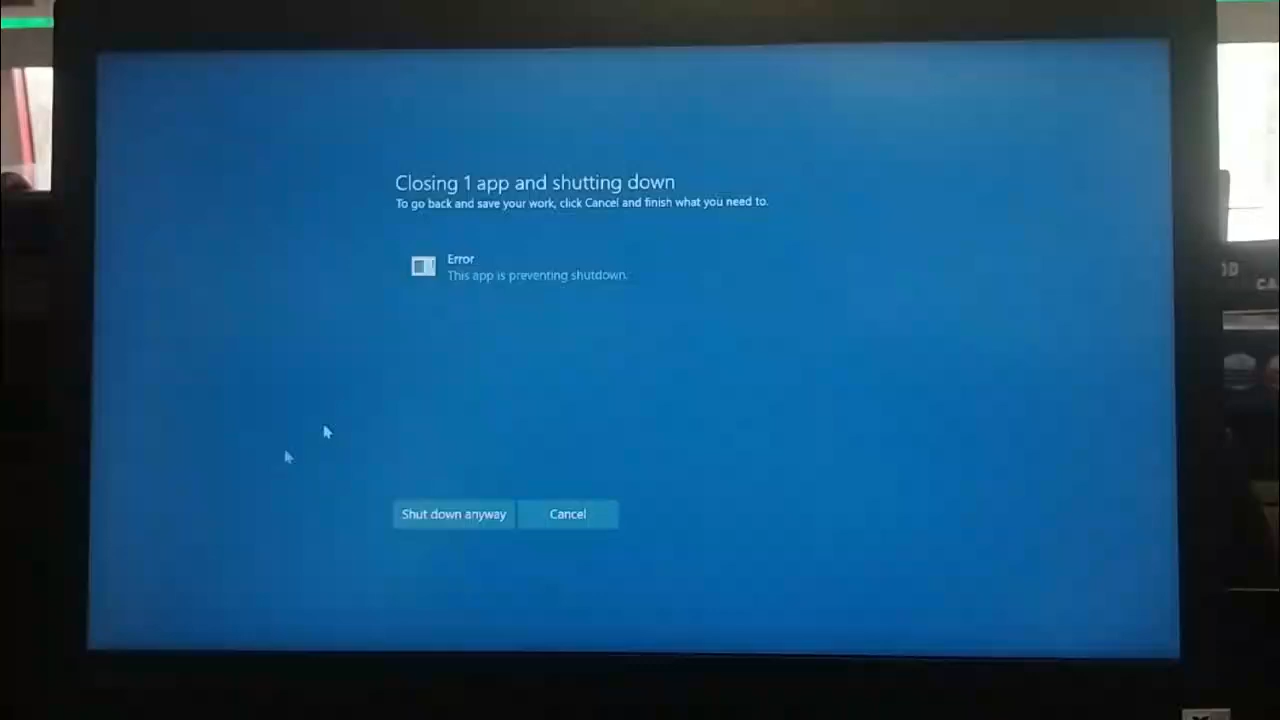 Closing 1 app and shutting down
To go back and save your work, click Cancel and finish what you need to.
Error
This app is preventing shutdown.
Shut down anyway
Cancel